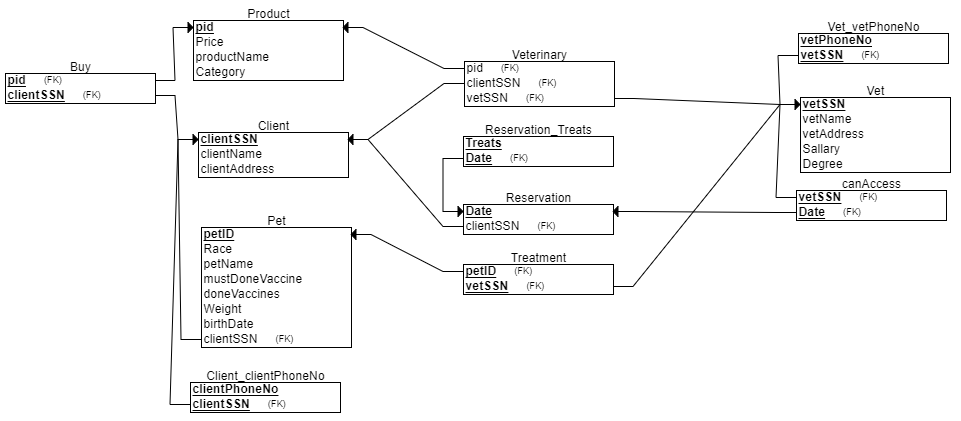 Product
pid
Price
productName
Category
Buy
pid (FK)
clientSSN (FK)
Client
clientSSN
clientName
clientAddress
Pet
petID
Race
petName
mustDoneVaccine
doneVaccines
Weight
birthDate
clientSSN (FK)
Client_clientPhoneNo
clientPhoneNo
clientSSN (FK)
Veterinary
pid (FK)
clientSSN (FK)
vetSSN (FK)
Reservation_Treats
Treats
Date (FK)
Reservation
Date
clientSSN (FK)
Treatment
petID (FK)
vetSSN (FK)
Vet_vetPhoneNo
vetPhoneNo
vetSSN (FK)
Vet
vetSSN
vetName
vetAddress
Sallary
Degree
canAccess
vetSSN (FK)
Date (FK)